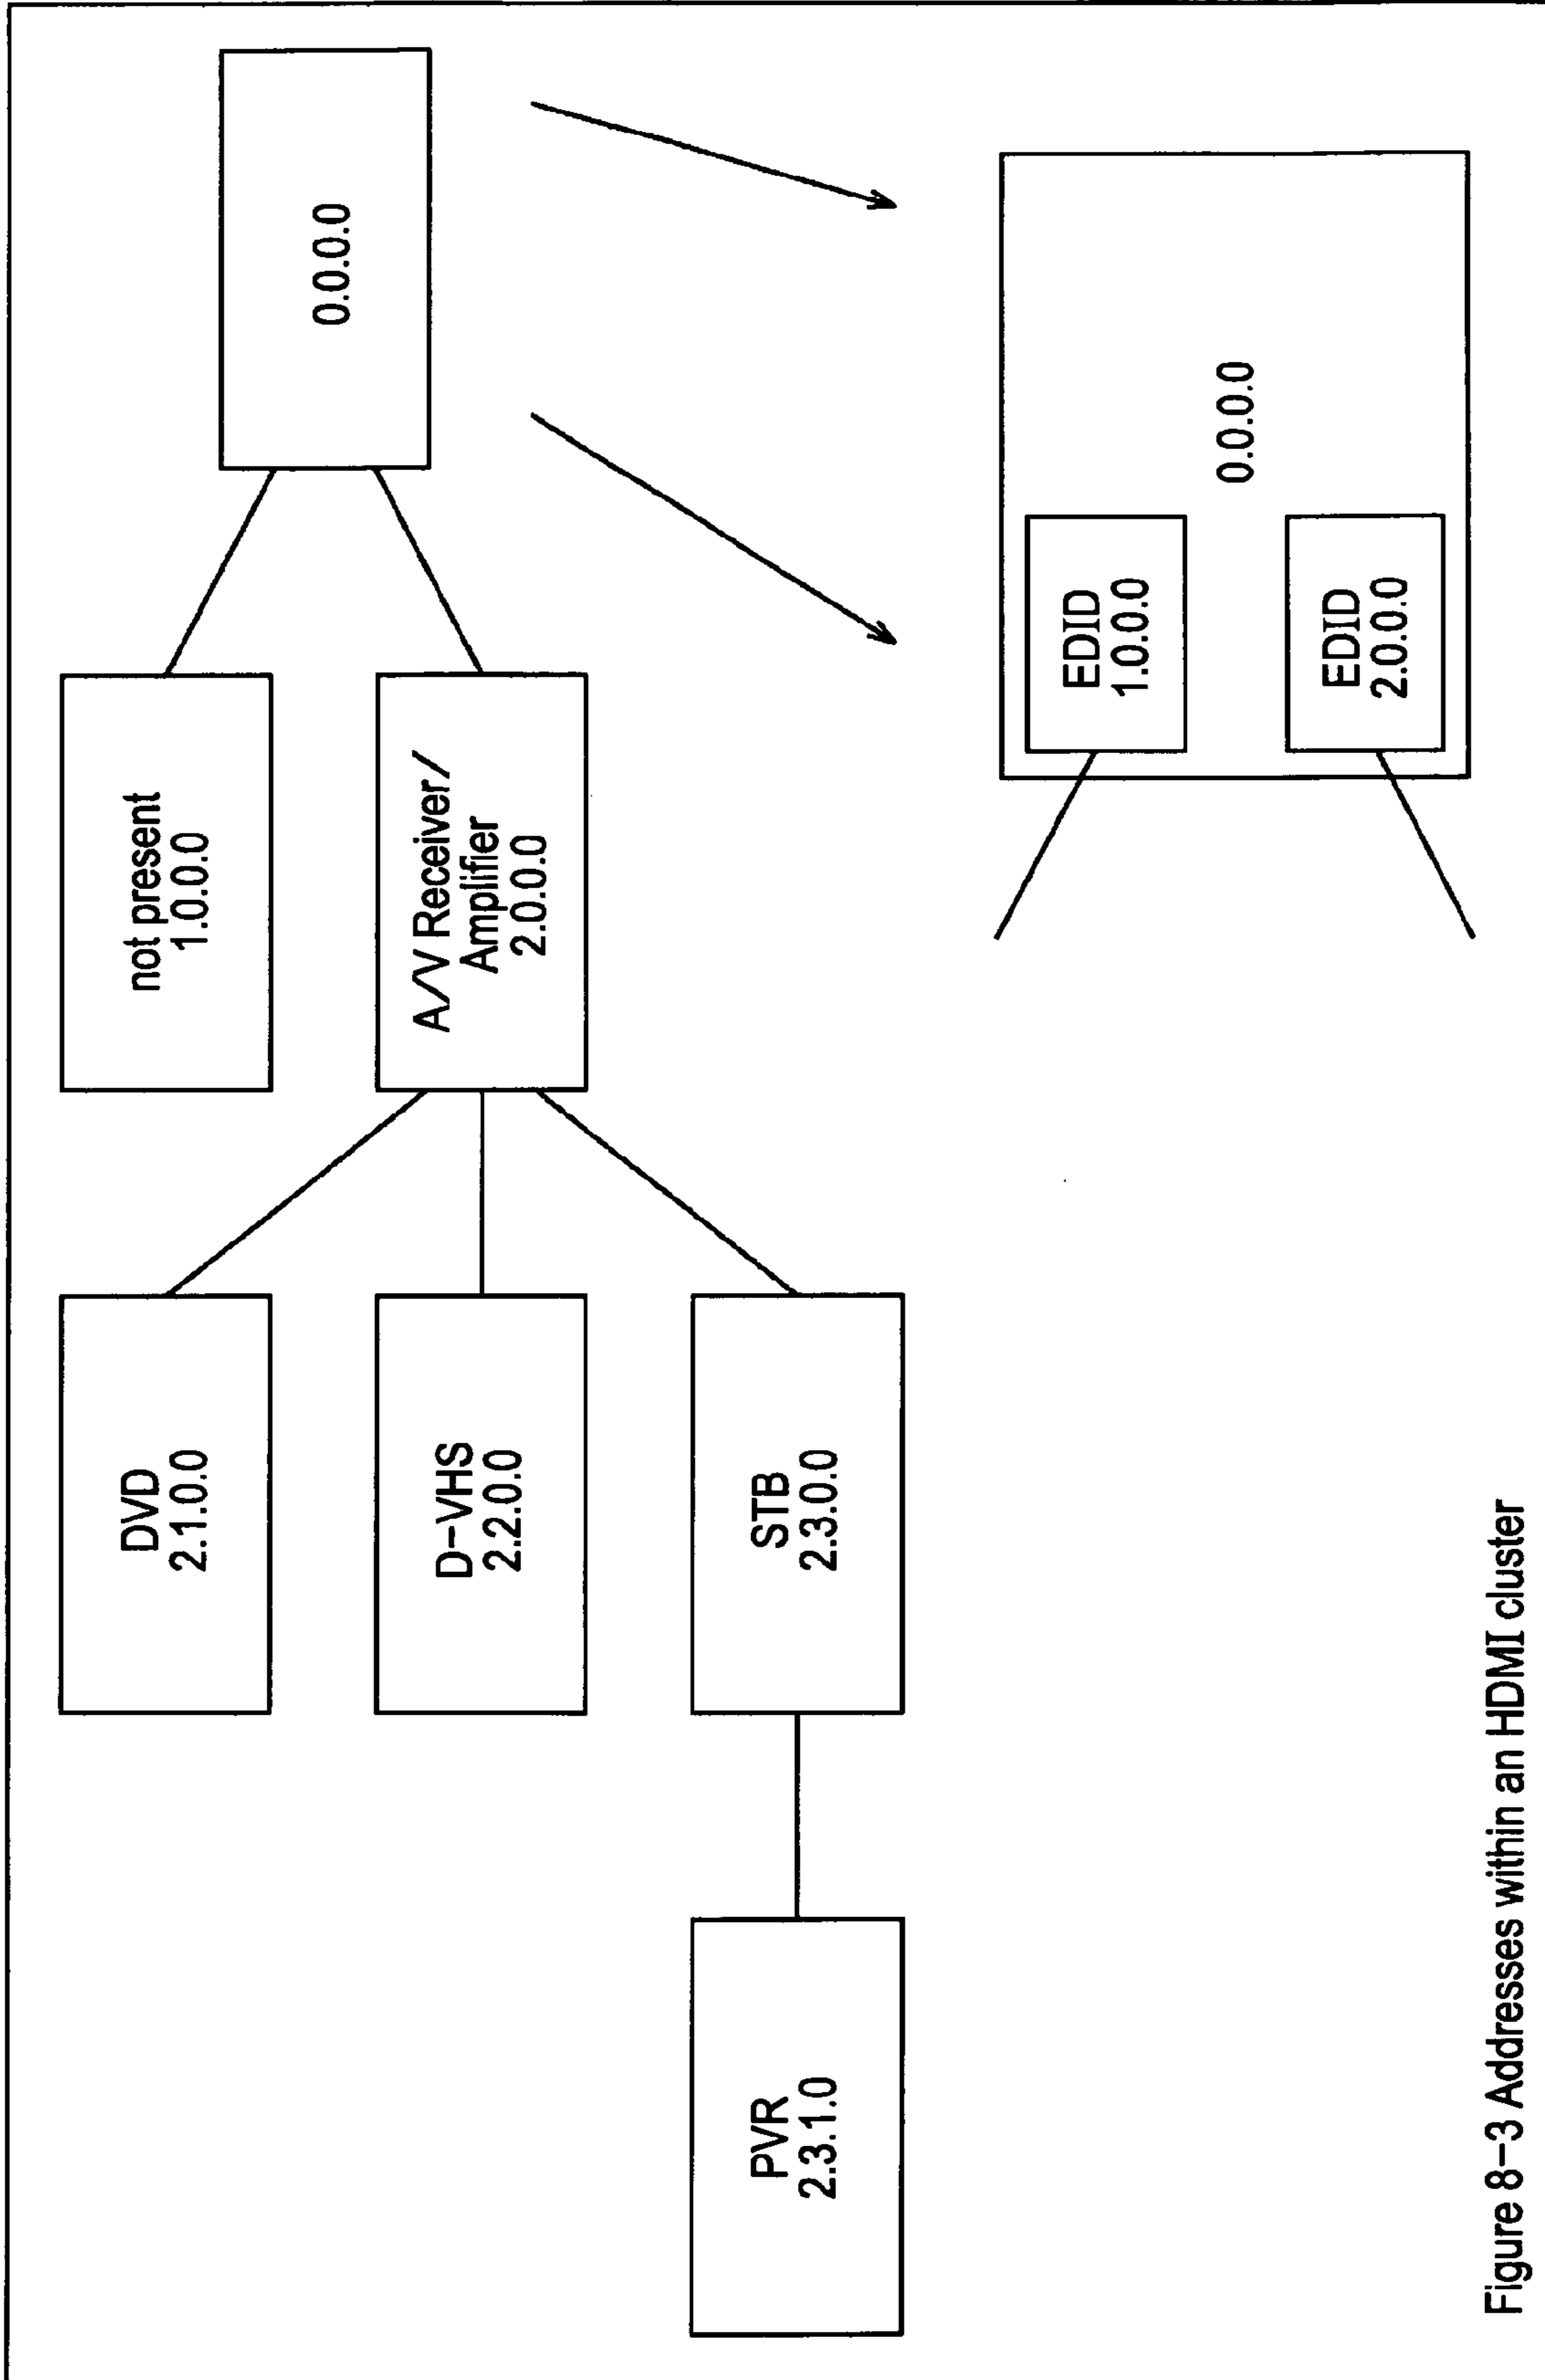 0.0.0.0
not present
1.0.0.0
A/V Receiver/
Amplifier
2.0.0.0
DVD
2.1.0.0
D-VHS
2.2.0.0
STB
2.3.0.0
PVR
2.3.1.0
EDID
1.0.0.0
0.0.0.0
EDID
2.0.0.0
Figure 8-3 Addresses within an HDMI cluster